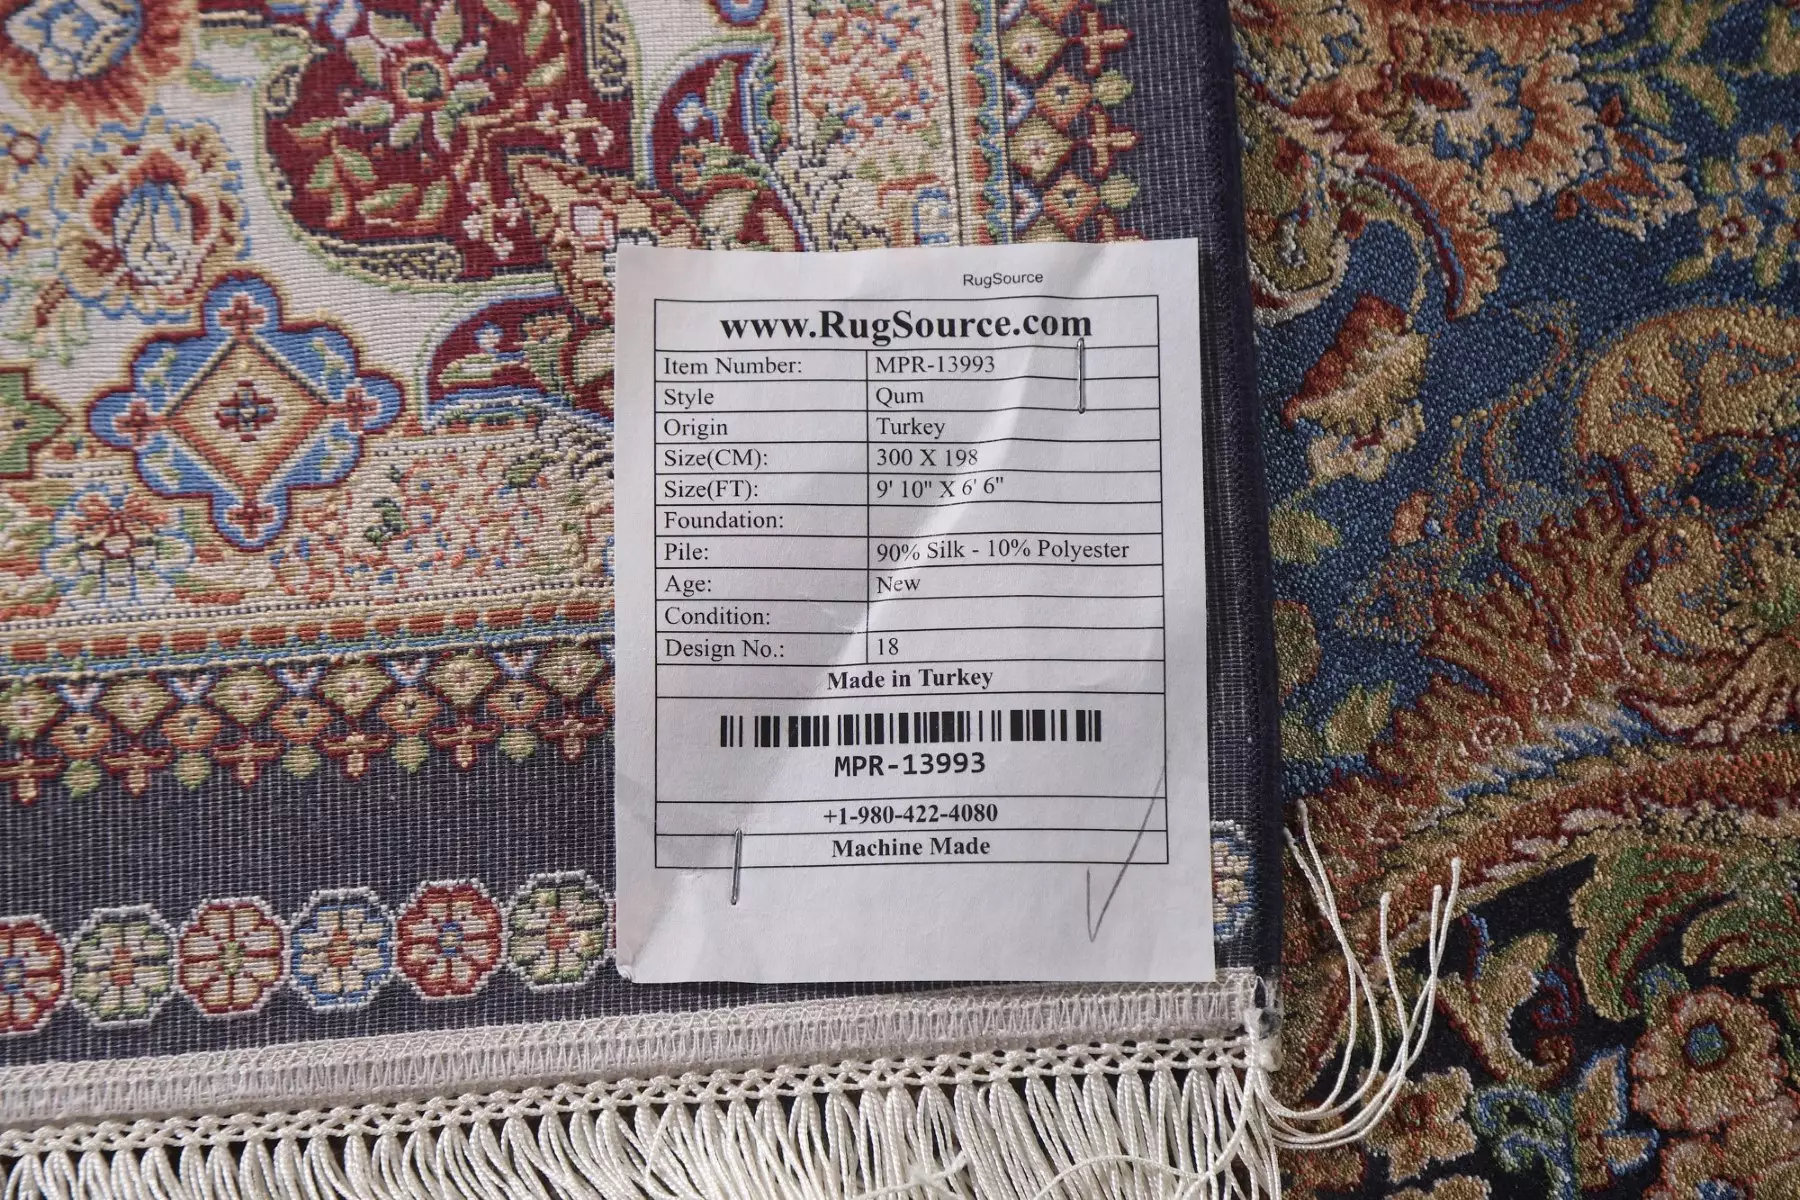 RugSource
www.RugSource.com
Item Number: MPR-13993
Style Qum
Origin Turkey
Size(CM): 300 X 198
Size(FT): 9' 10" X 6' 6"
Foundation:
Pile: 90% Silk - 10% Polyester
Age: New
Condition:
Design No.: 18
Made in Turkey
MPR-13993
+1-980-422-4080
Machine Made